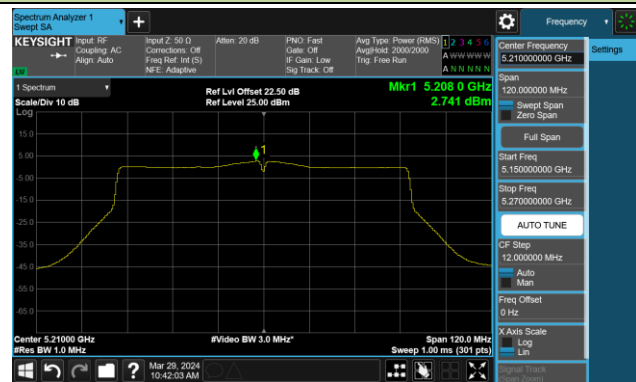 Spectrum Analyzer 1
Swept SA
Frequency
KEYSIGHT
Input: RF
Coupling: AC
Align: Auto
Input Z: 50 Ω
Corrections: Off
Freq Ref: Int (S)
NFE: Adaptive
Atten: 20 dB
PNO: Fast
Gate: Off
IF Gain: Low
Sig Track: Off
Avg Type: Power (RMS)
Avg|Hold: 2000/2000
Trig: Free Run
1 2 3 4 5 6
A W W W W W
A N N N N N
1 Spectrum
Scale/Div 10 dB
Log
Ref Lvl Offset 22.50 dB
Ref Level 25.00 dBm
Mkr1 5.208 0 GHz
2.741 dBm
15.0
5.00
-5.00
-15.0
-25.0
-35.0
-45.0
-55.0
-65.0
1
Center 5.21000 GHz
#Res BW 1.0 MHz
#Video BW 3.0 MHz*
Span 120.0 MHz
Sweep 1.00 ms (301 pts)
Center Frequency
5.210000000 GHz
Settings
Span
120.000000 MHz
Swept Span
Zero Span
Full Span
Start Freq
5.150000000 GHz
Stop Freq
5.270000000 GHz
AUTO TUNE
CF Step
12.000000 MHz
Auto
Man
Freq Offset
0 Hz
X Axis Scale
Log
Lin
Signal Track
(Span Zoom)
Mar 29, 2024
10:42:03 AM